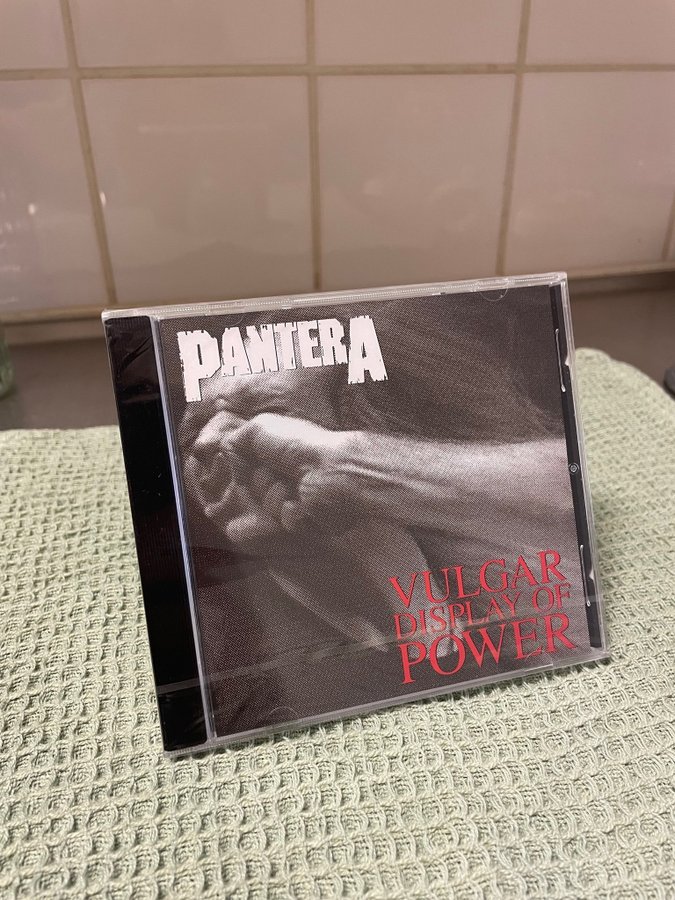 PANTERA
VULGAR
DISPLAY OF
POWER